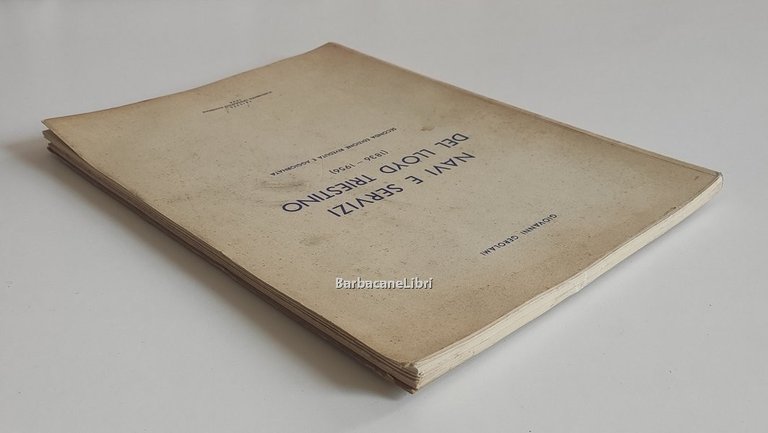 GIOVANNI GEROLAMI
NAVI E SERVIZI
DEL LLOYD TRIESTINO
(1836 - 1956)
SECONDA EDIZIONE RIVEDUTA E AGGIORNATA
BarbacaneLibri